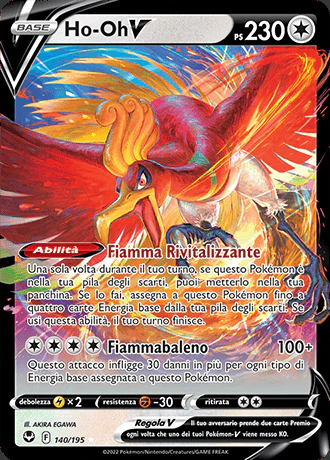 BASE
Ho-Oh V
PS 230
Abilità Fiamma Rivitalizzante
Una sola volta durante il tuo turno, se questo Pokémon è
nella tua pila degli scarti, puoi metterlo nella tua
panchina. Se lo fai, assegna a questo Pokémon fino a
quattro carte Energia base dalla tua pila degli scarti. Se
usi questa abilità, il tuo turno finisce.
Fiammabaleno 100+
Questo attacco infligge 30 danni in più per ogni tipo di
Energia base assegnata a questo Pokémon.
debolezza ×2 resistenza -30 ritirata
Ill. AKIRA EGAWA
F 140/195
Regola V Il tuo avversario prende due carte Premio
ogni volta che uno dei tuoi Pokémon-V viene messo KO.
©2022 Pokémon/Nintendo/Creatures/GAME FREAK